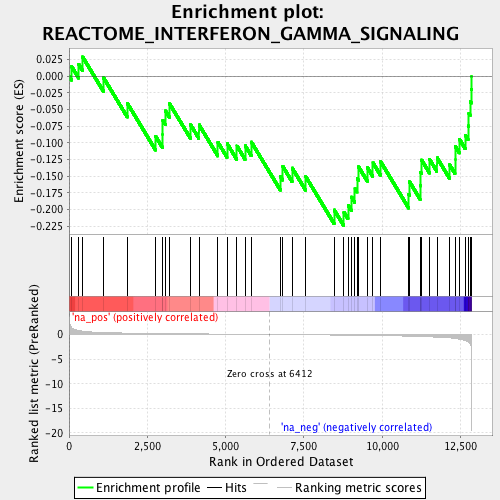 Enrichment plot:
REACTOME_INTERFERON_GAMMA_SIGNALING
Enrichment score (ES)
0.025
0.000
-0.025
-0.050
-0.075
-0.100
-0.125
-0.150
-0.175
-0.200
-0.225
'na_pos' (positively correlated)
Ranked list metric (PreRanked)
0
-5
-10
-15
-20
Zero cross at 6412
'na_neg' (negatively correlated)
0 2,500 5,000 7,500 10,000 12,500
Rank in Ordered Dataset
Enrichment profile Hits Ranking metric scores